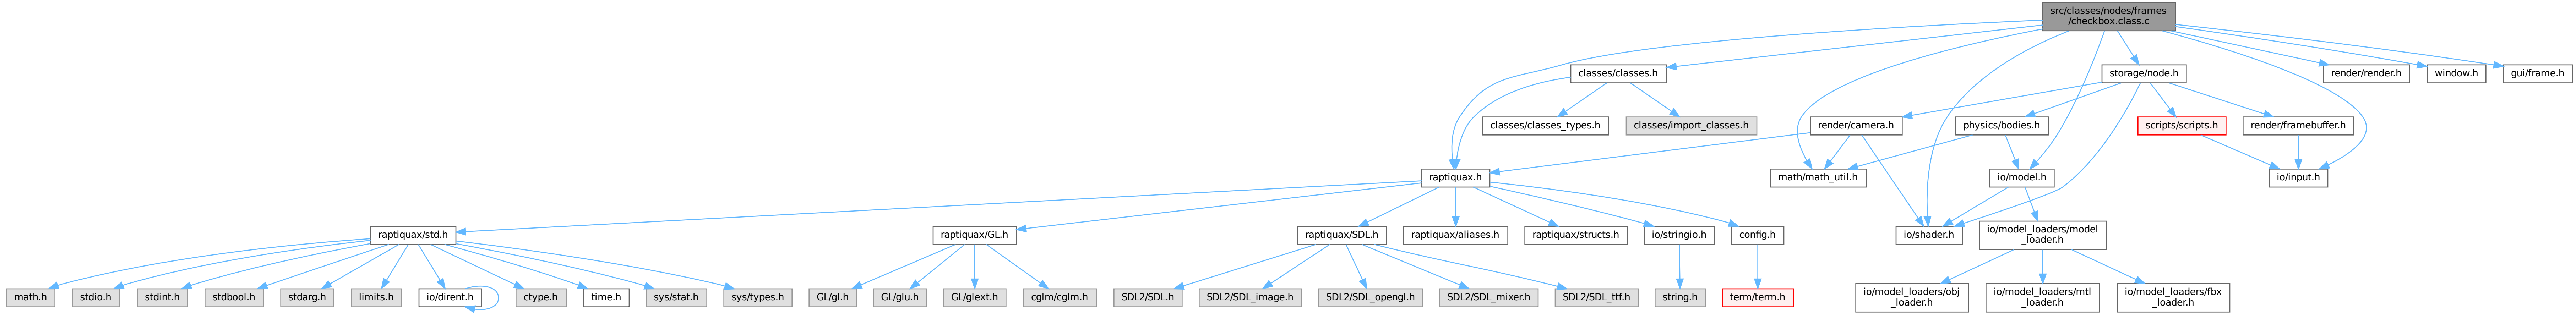 src/classes/nodes/frames
/checkbox.class.c
classes/classes.h
storage/node.h
render/render.h
window.h
gui/frame.h
classes/classes_types.h
classes/import_classes.h
render/camera.h
physics/bodies.h
scripts/scripts.h
render/framebuffer.h
raptiquax.h
math/math_util.h
io/model.h
io/input.h
raptiquax/std.h
raptiquax/GL.h
raptiquax/SDL.h
raptiquax/aliases.h
raptiquax/structs.h
io/stringio.h
config.h
io/shader.h
io/model_loaders/model
_loader.h
math.h
stdio.h
stdint.h
stdbool.h
stdarg.h
limits.h
io/dirent.h
ctype.h
time.h
sys/stat.h
sys/types.h
GL/gl.h
GL/glu.h
GL/glext.h
cglm/cglm.h
SDL2/SDL.h
SDL2/SDL_image.h
SDL2/SDL_opengl.h
SDL2/SDL_mixer.h
SDL2/SDL_ttf.h
string.h
term/term.h
io/model_loaders/obj
_loader.h
io/model_loaders/mtl
_loader.h
io/model_loaders/fbx
_loader.h